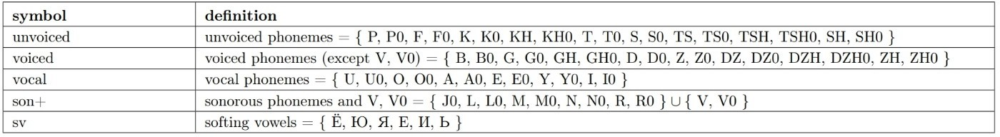 symbol definition
unvoiced unvoiced phonemes = { P, P0, F, F0, K, K0, KH, KH0, T, T0, S, S0, TS, TS0, TSH, TSH0, SH, SH0 }
voiced voiced phonemes (except V, V0) = { B, B0, G, G0, GH, GH0, D, D0, Z, Z0, DZ, DZ0, DZH, DZH0, ZH, ZH0 }
vocal vocal phonemes = { U, U0, O, O0, A, A0, E, E0, Y, Y0, I, I0 }
son+ sonorous phonemes and V, V0 = { J0, L, L0, M, M0, N, N0, R, R0 } ∪ { V, V0 }
sv softing vowels = { Ё, Ю, Я, Е, И, Ь }